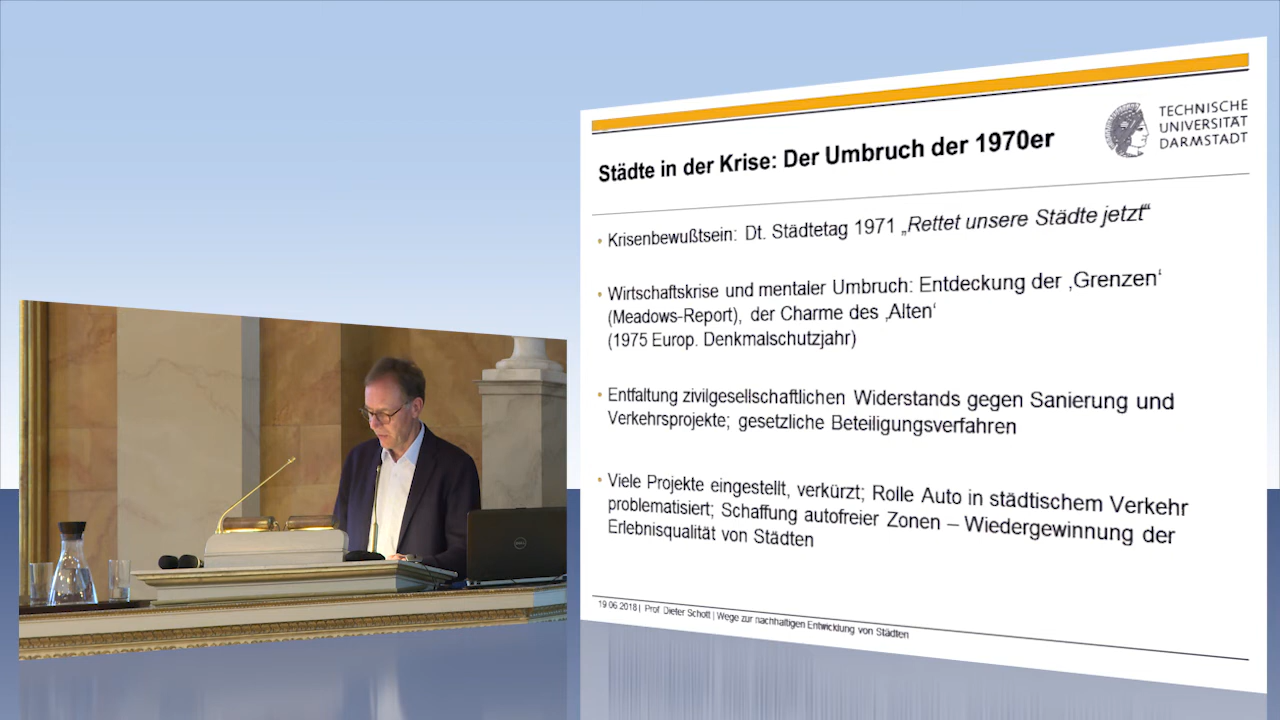 TECHNISCHE
UNIVERSITÄT
DARMSTADT
Städte in der Krise: Der Umbruch der 1970er
• Krisenbewußtsein: Dt. Städtetag 1971 „Rettet unsere Städte jetzt“
• Wirtschaftskrise und mentaler Umbruch: Entdeckung der ‚Grenzen‘
(Meadows-Report), der Charme des ‚Alten‘
(1975 Europ. Denkmalschutzjahr)
• Entfaltung zivilgesellschaftlichen Widerstands gegen Sanierung und
Verkehrsprojekte; gesetzliche Beteiligungsverfahren
• Viele Projekte eingestellt, verkürzt; Rolle Auto in städtischem Verkehr
problematisiert; Schaffung autofreier Zonen – Wiedergewinnung der
Erlebnisqualität von Städten
19.06.2018 | Prof. Dieter Schott | Wege zur nachhaltigen Entwicklung von Städten
DELL